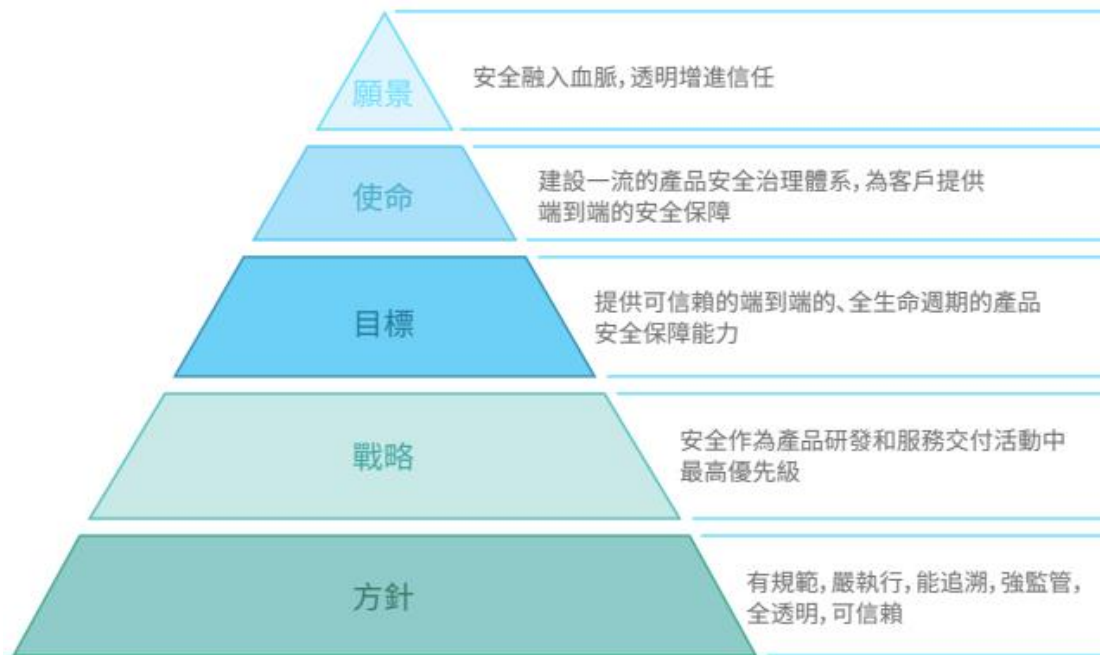 願景
安全融入血脈，透明增進信任
使命
建設一流的產品安全治理體系，為客戶提供
端到端的安全保障
目標
提供可信賴的端到端的、全生命週期的產品
安全保障能力
戰略
安全作為產品研發和服務交付活動中
最高優先級
方針
有規範，嚴執行，能追溯，強監管，
全透明，可信賴